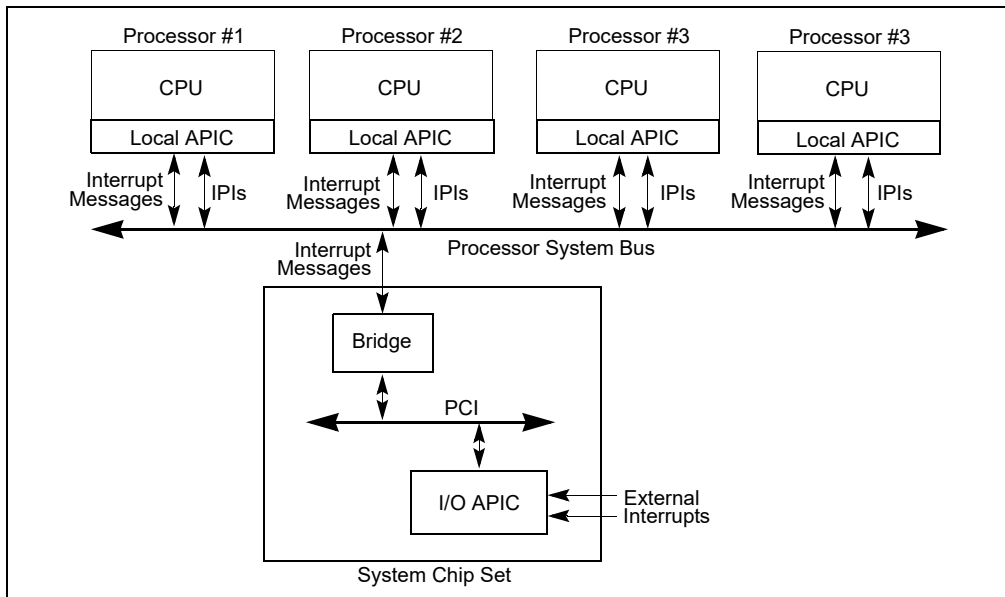 Processor #1
Processor #2
Processor #3
Processor #3
CPU
CPU
CPU
CPU
Local APIC
Local APIC
Local APIC
Local APIC
Interrupt
Messages
IPIs
Interrupt
Messages
IPIs
Interrupt
Messages
IPIs
Interrupt
Messages
IPIs
Processor System Bus
Interrupt
Messages
Bridge
PCI
I/O APIC
External
Interrupts
System Chip Set